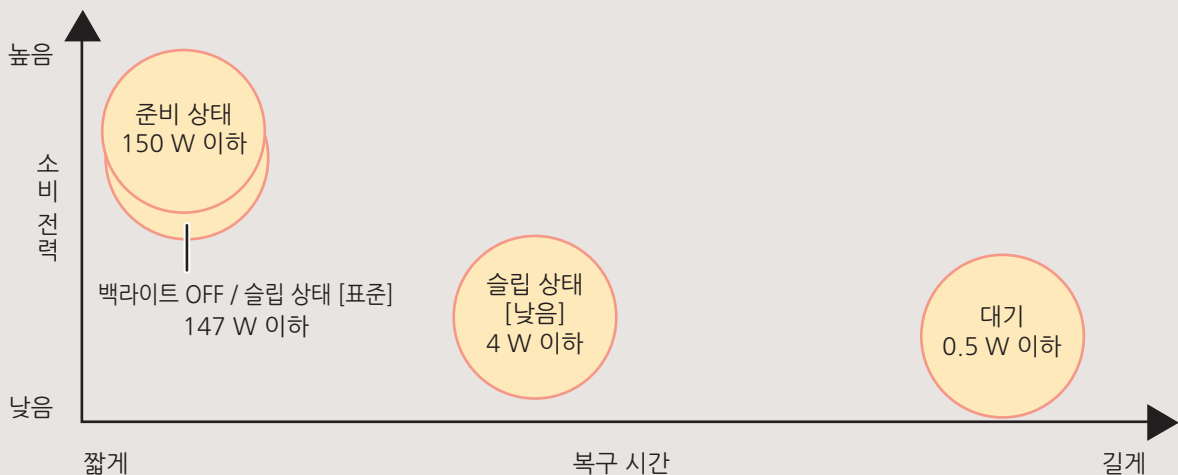 높음
준비 상태
150 W 이하
소비 전력
백라이트 OFF / 슬립 상태 [표준]
147 W 이하
슬립 상태
[낮음]
4 W 이하
대기
0.5 W 이하
낮음
짧게
복구 시간
길게